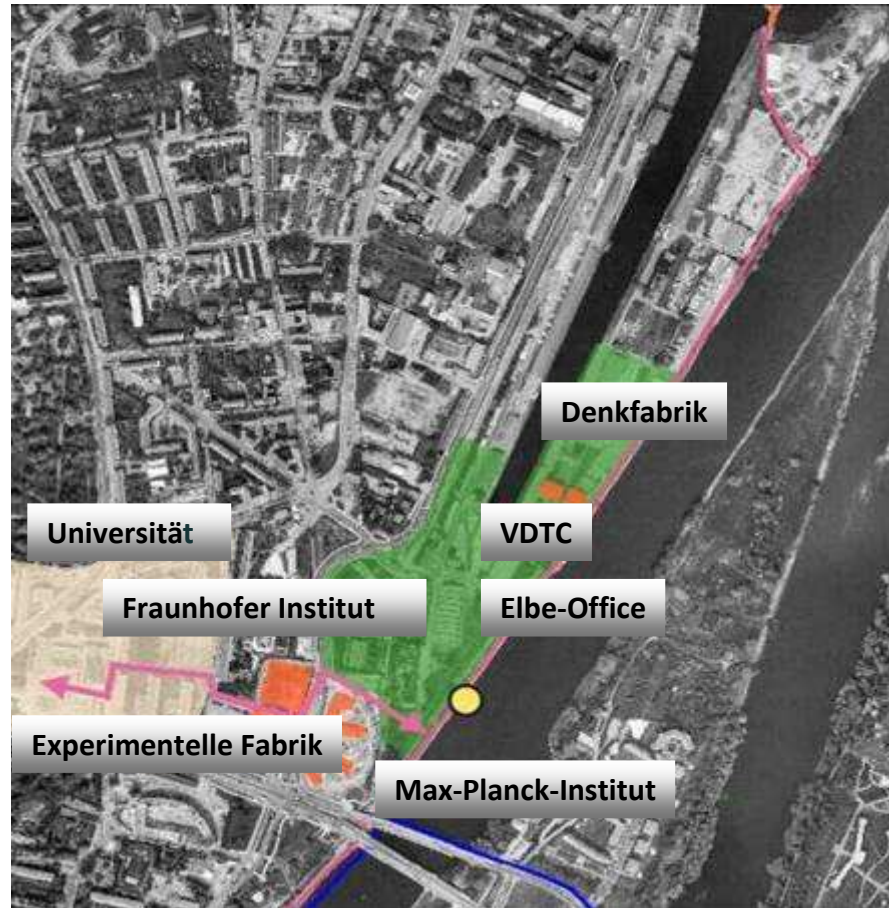 Denkfabrik
Universität
VDTC
Fraunhofer Institut
Elbe-Office
Experimentelle Fabrik
Max-Planck-Institut